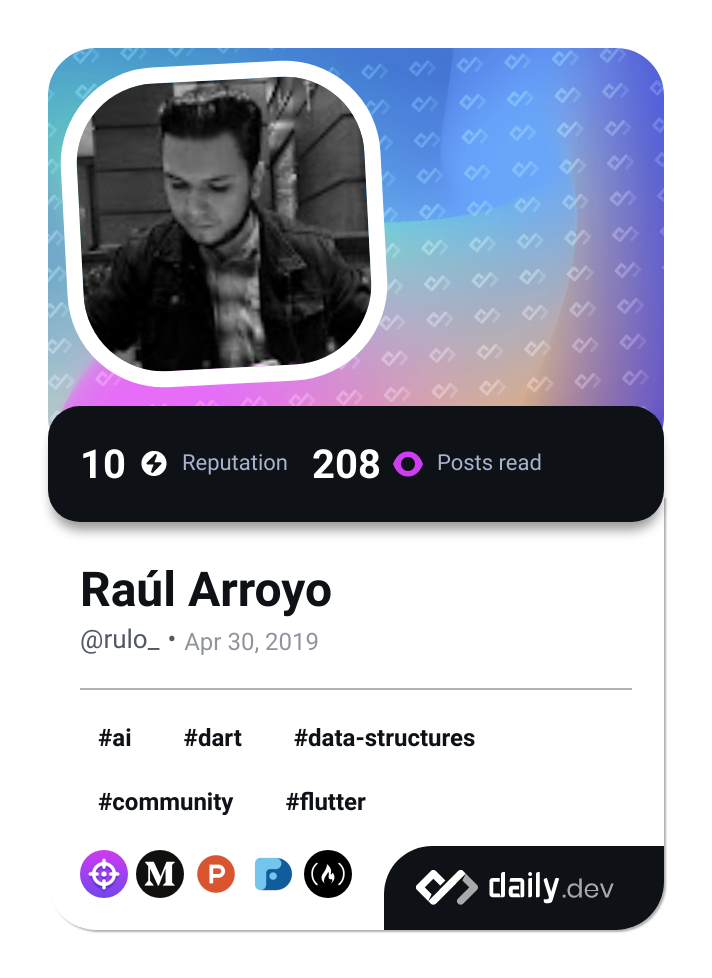 10 Reputation 208 Posts read
Raúl Arroyo
@rulo_ • Apr 30, 2019
#ai #dart #data-structures
#community #flutter
M P
daily.dev